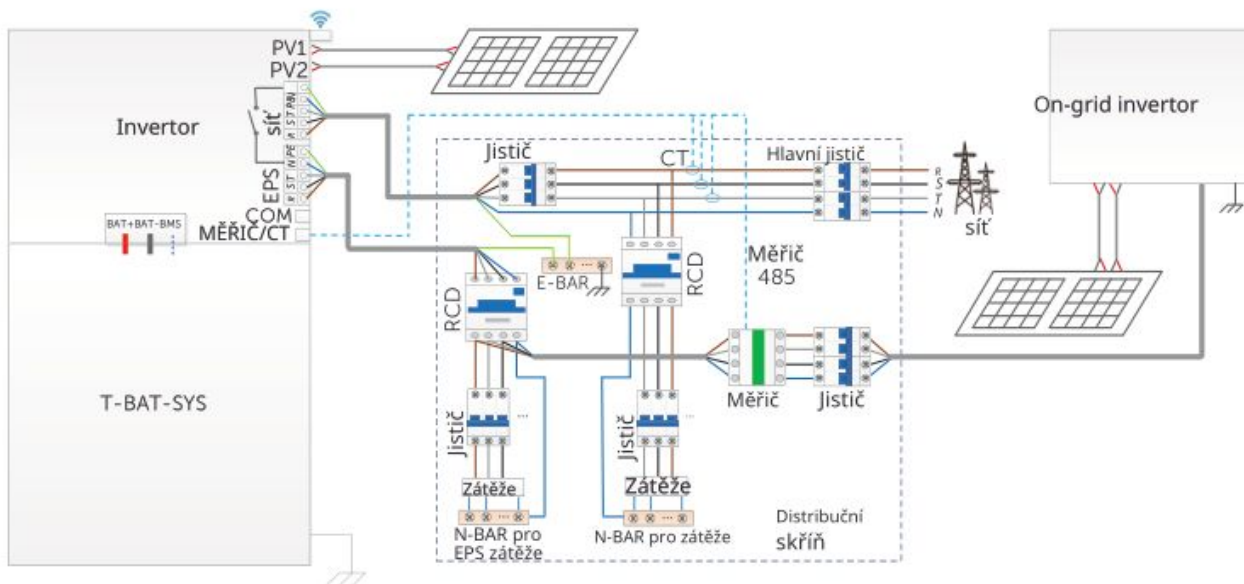 PV1
PV2
On-grid invertor
Invertor
síť
PE
N
T
S
R
EPS
PE
N
T
S
R
COM
MĚŘIČ/CT
BAT+BAT-BMS
T-BAT-SYS
Jistič
CT
Hlavní jistič
R
S
T
N
síť
E-BAR
RCD
RCD
Měřič
485
Měřič
Jistič
Jistič
...
Jistič
...
Zátěže
Zátěže
...
...
...
N-BAR pro
EPS zátěže
N-BAR pro zátěže
Distribuční
skříň